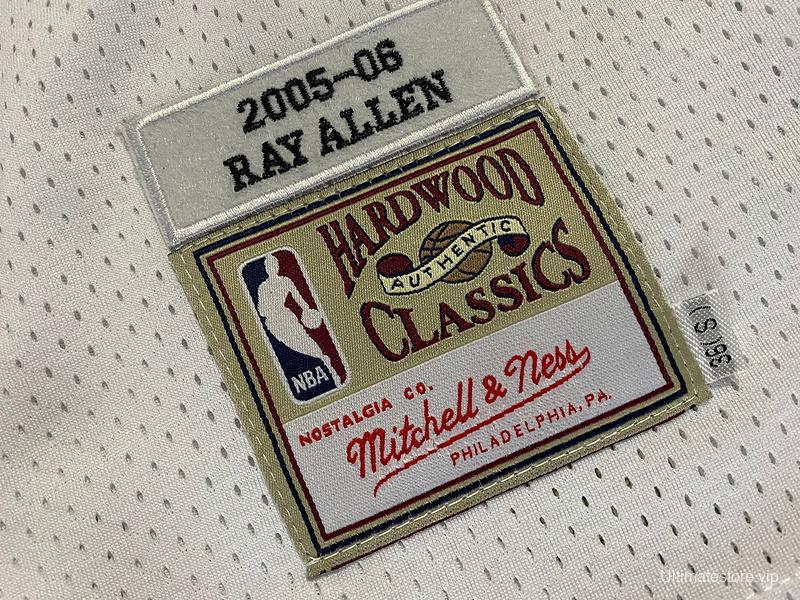 2005-06
RAY ALLEN
HARDWOOD
AUTHENTIC
CLASSICS
NBA
NOSTALGIA CO.
Mitchell & Ness
PHILADELPHIA, PA.
36( S )
Ultimatestore.vip